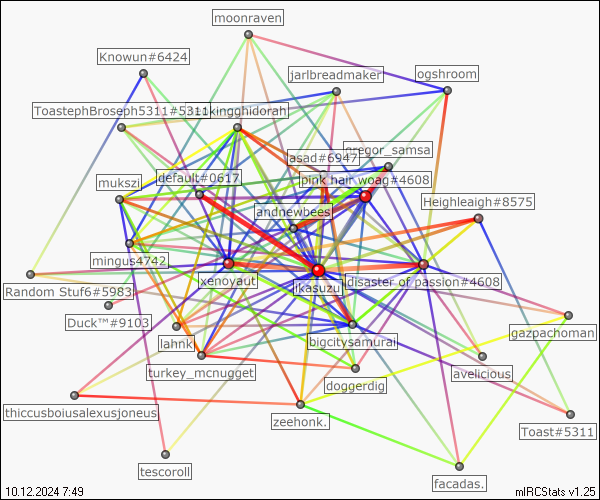 moonraven
Knowun#6424
jarlbreadmaker
ogshroom
ToastephBroseph5311#5311
kingghidorah
gregor_samsa
asad#6947
default#0617
pink hair woag#4608
mukszi
Heighleaigh#8575
andnewbees
mingus4742
xenoyaut
ikasuzu
disaster of passion#4608
Random Stuf6#5983
Duck™#9103
lahnk
bigcitysamurai
gazpachoman
turkey_mcnugget
doggerdig
avelicious
thiccusboiusalexusjoneus
zeehonk.
Toast#5311
tescoroll
facadas.
10.12.2024 7:49
mIRCStats v1.25